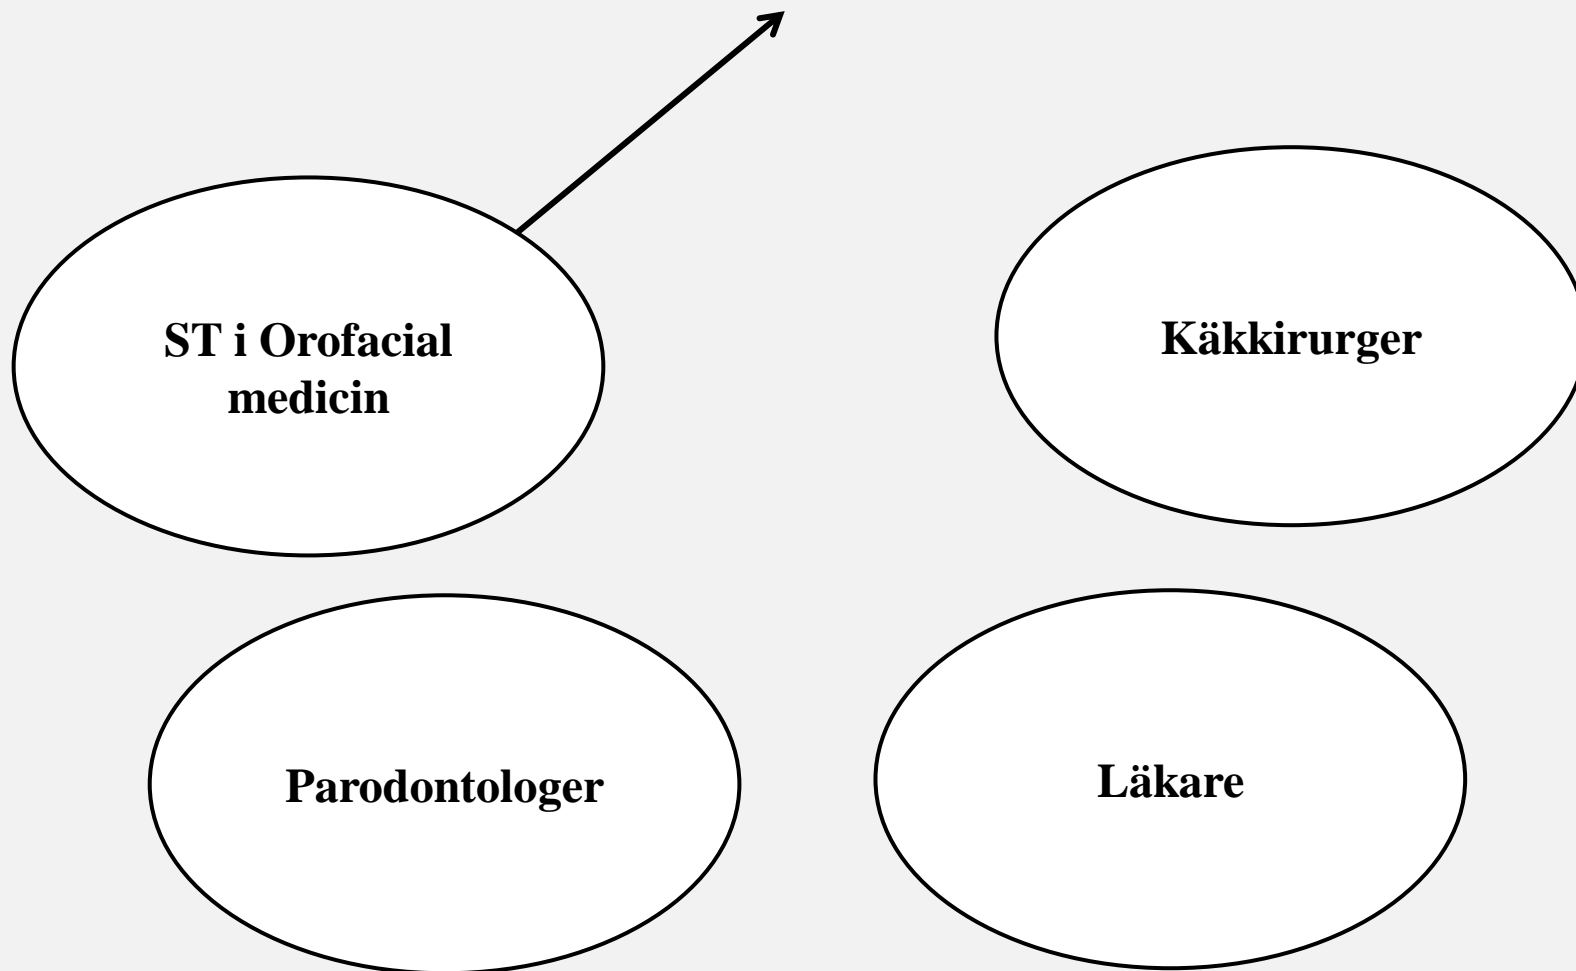 ST i Orofacial
medicin
Käkkirurger
Parodontologer
Läkare